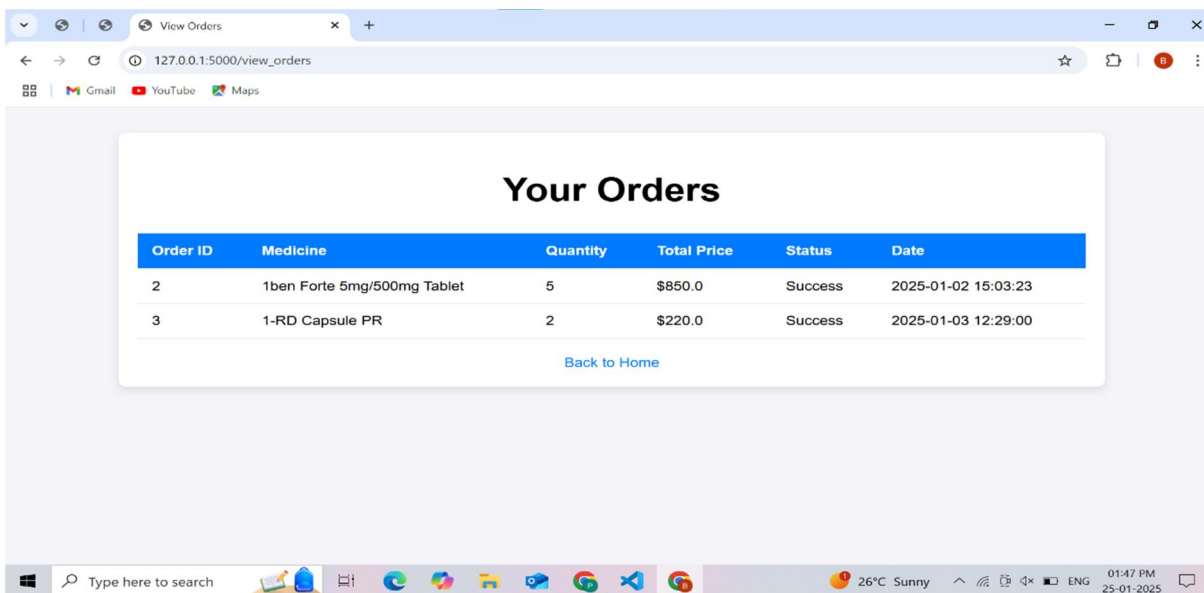 View Orders
127.0.0.1:5000/view_orders
B
Gmail YouTube Maps
Your Orders
Order ID Medicine Quantity Total Price Status Date
2 1ben Forte 5mg/500mg Tablet 5 $850.0 Success 2025-01-02 15:03:23
3 1-RD Capsule PR 2 $220.0 Success 2025-01-03 12:29:00
Back to Home
Type here to search 1 26°C Sunny ENG 01:47 PM
25-01-2025